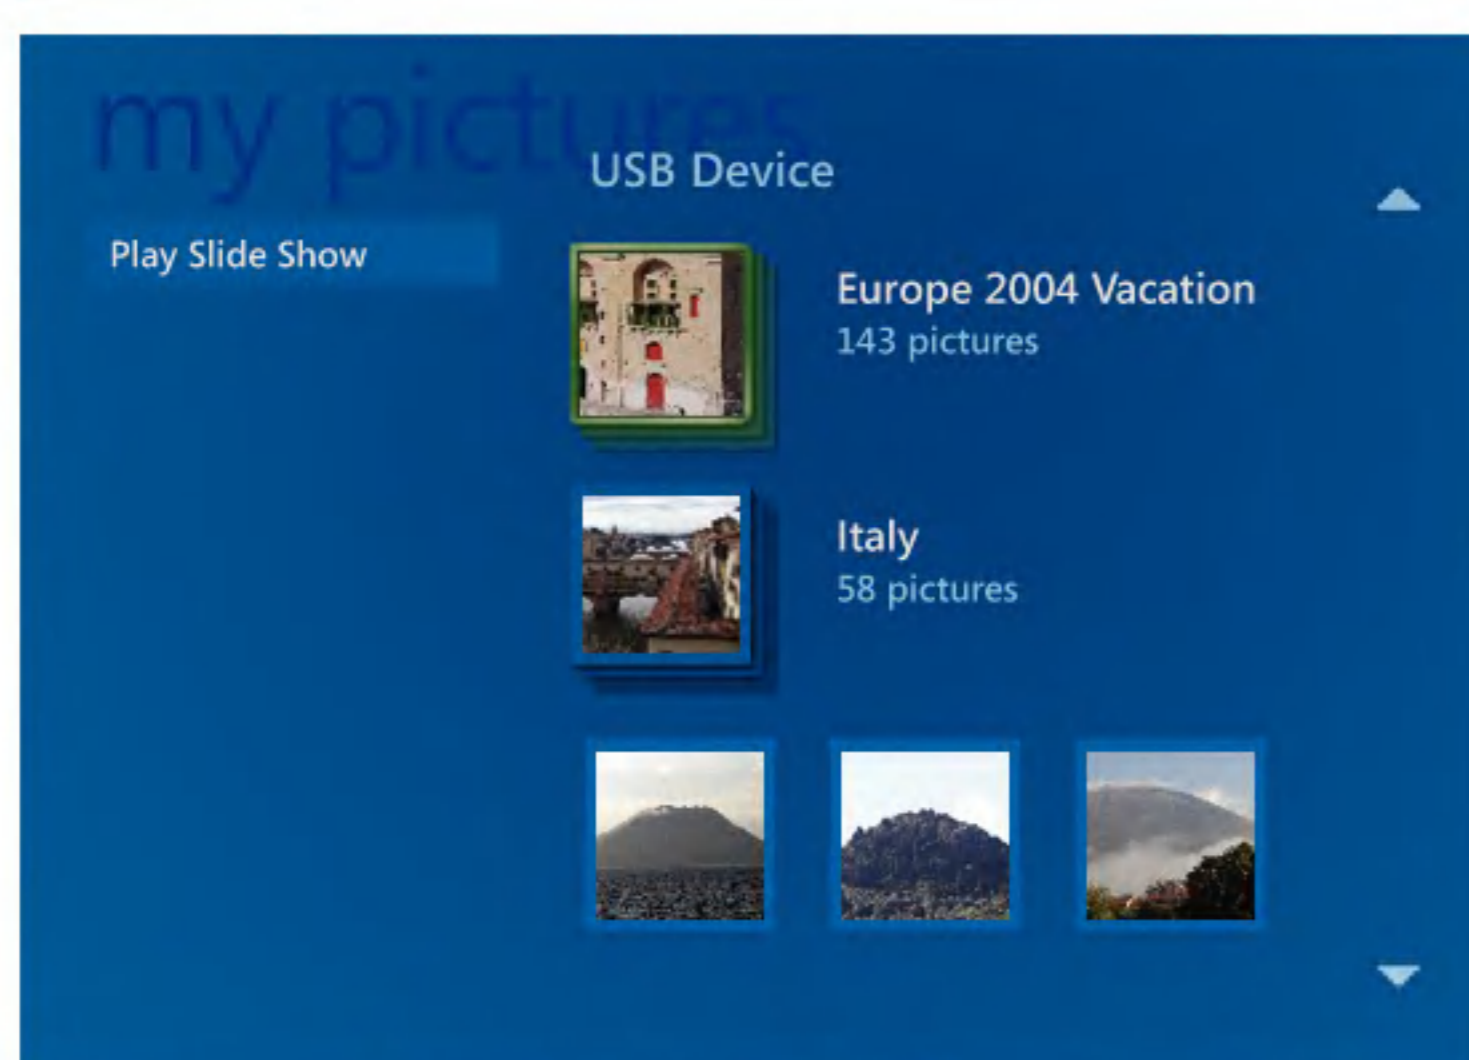 my pictures
USB Device
Play Slide Show
Europe 2004 Vacation
143 pictures
Italy
58 pictures